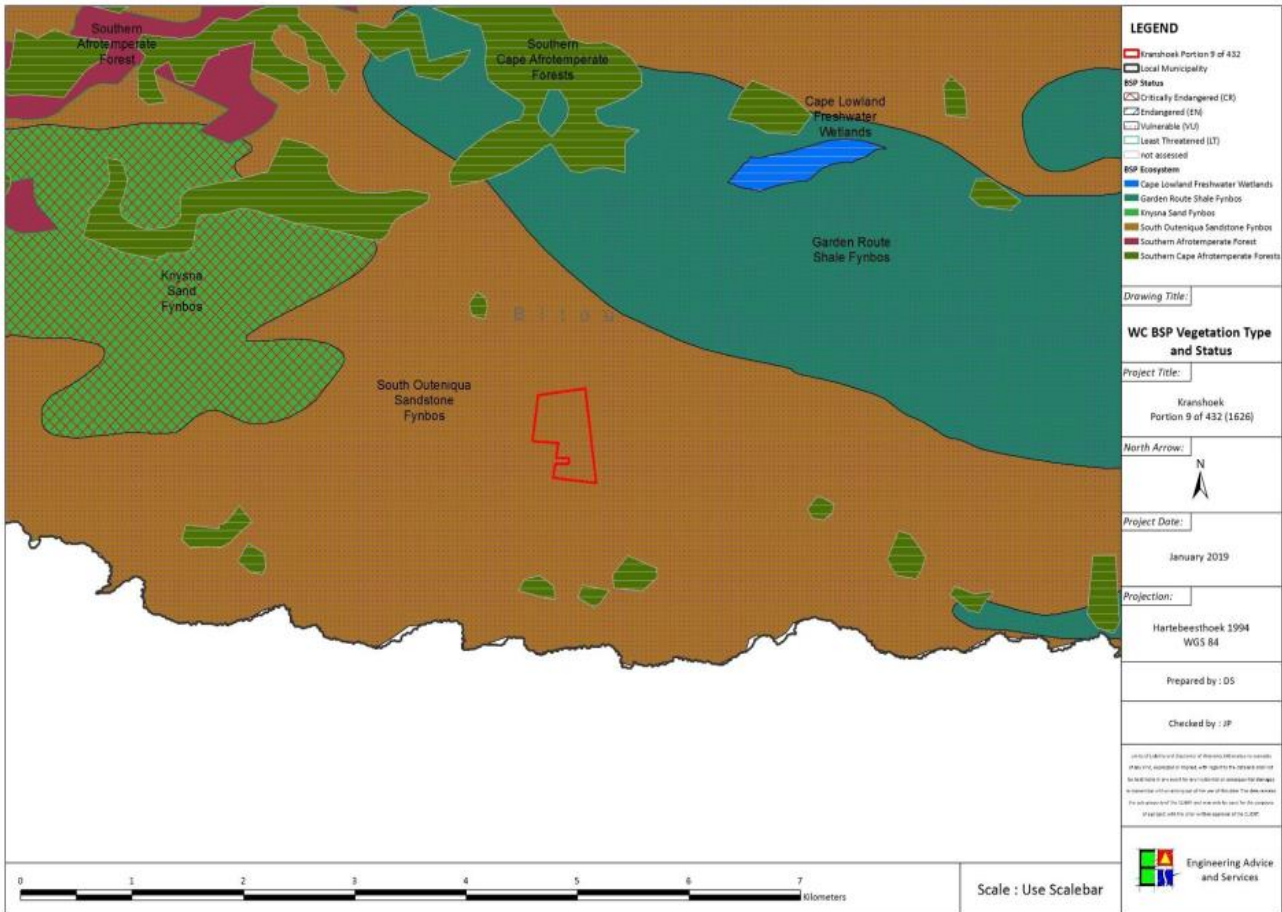 Southern
Afrotemperate
Forest
Southern
Cape Afrotemperate
Forests
Cape Lowland
Freshwater
Wetlands
Garden Route
Shale Fynbos
Knysna
Sand
Fynbos
South Outeniqua
Sandstone
Fynbos
LEGEND
Kranshoek Portion 9 of 432
Local Municipality
BSP Status
Critically Endangered (CR)
Endangered (EN)
Vulnerable (VU)
Least Threatened (LT)
not assessed
BSP Ecosystem
Cape Lowland Freshwater Wetlands
Garden Route Shale Fynbos
Knysna Sand Fynbos
South Outeniqua Sandstone Fynbos
Southern Afrotemperate Forest
Southern Cape Afrotemperate Forests
Drawing Title:
WC BSP Vegetation Type
and Status
Project Title:
Kranshoek
Portion 9 of 432 (1626)
North Arrow:
N
Project Date:
January 2019
Projection:
Hartebeesthoek 1994
WGS 84
Prepared by : DS
Checked by : JP
Engineering Advice
and Services
0 1 2 3 4 5 6 7
Kilometers
Scale : Use Scalebar